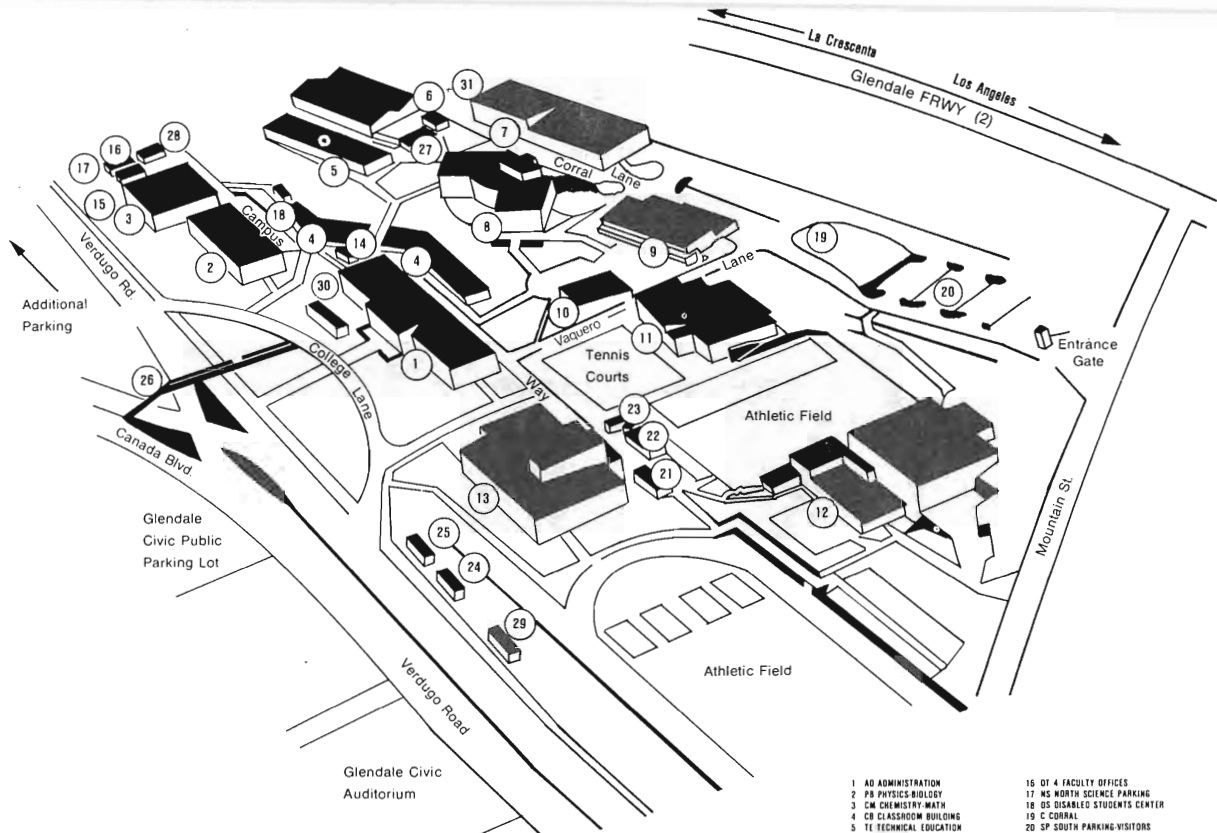 La Crescenta
Los Angeles
Glendale FRWY (2)
6
31
7
28
16
27
17
5
Corral Lane
15
3
18
Campus
4
14
4
8
19
2
9
Lane
20
Verdugo Rd.
30
10
Additional
Parking
Vaquero
11
Entrance
Gate
Tennis
Courts
1
Way
26
College Lane
23
Athletic Field
22
Canada Blvd.
21
13
12
Mountain St.
Glendale
Civic Public
Parking Lot
25
24
29
Athletic Field
Verdugo Road
Glendale Civic
Auditorium
1 AD ADMINISTRATION
2 PB PHYSICS-BIOLOGY
3 CM CHEMISTRY-MATH
4 CB CLASSROOM BUILDING
5 TE TECHNICAL EDUCATION
16 OT 4 FACULTY OFFICES
17 NS NORTH SCIENCE PARKING
18 DS DISABLED STUDENTS CENTER
19 C CORRAL
20 SP SOUTH PARKING-VISITORS